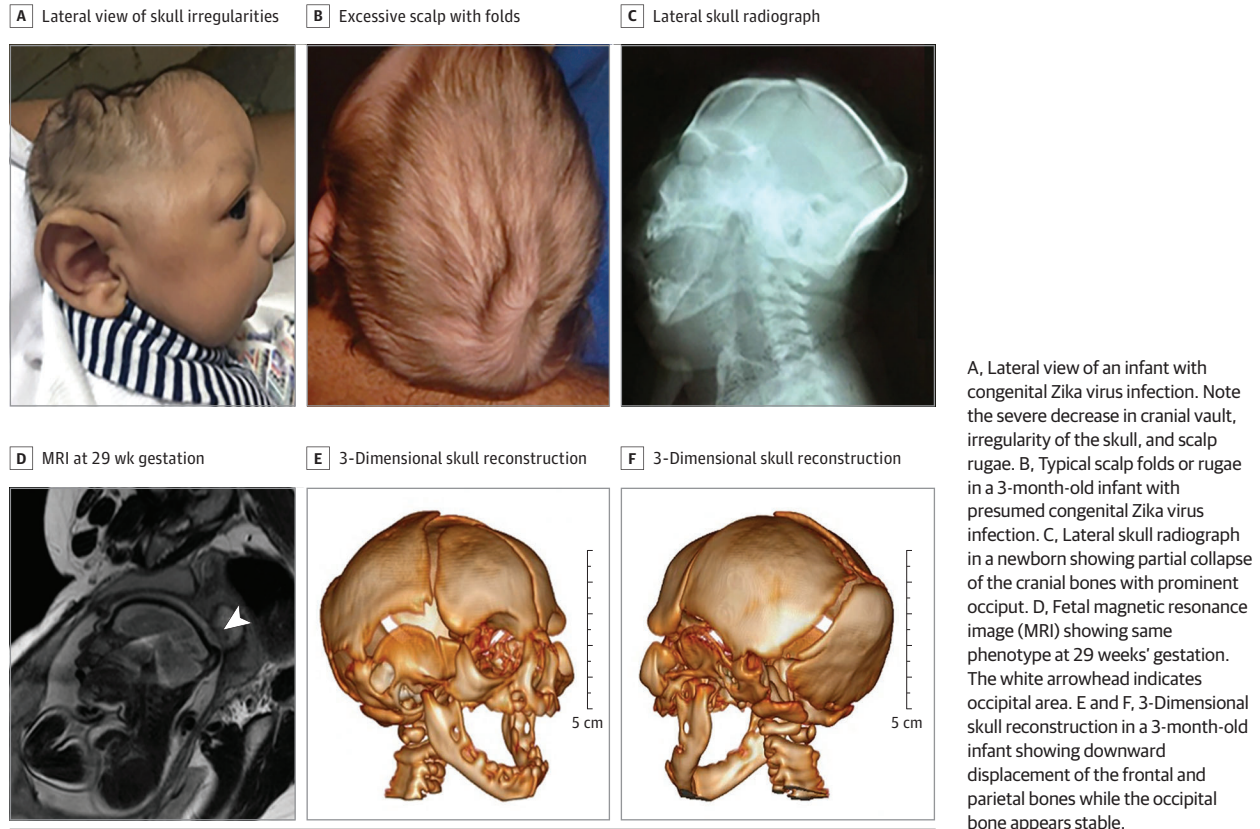 A Lateral view of skull irregularities
B Excessive scalp with folds
C Lateral skull radiograph
D MRI at 29 wk gestation
E 3-Dimensional skull reconstruction
F 3-Dimensional skull reconstruction
5 cm
5 cm
A, Lateral view of an infant with
congenital Zika virus infection. Note
the severe decrease in cranial vault,
irregularity of the skull, and scalp
rugae. B, Typical scalp folds or rugae
in a 3-month-old infant with
presumed congenital Zika virus
infection. C, Lateral skull radiograph
in a newborn showing partial collapse
of the cranial bones with prominent
occiput. D, Fetal magnetic resonance
image (MRI) showing same
phenotype at 29 weeks' gestation.
The white arrowhead indicates
occipital area. E and F, 3-Dimensional
skull reconstruction in a 3-month-old
infant showing downward
displacement of the frontal and
parietal bones while the occipital
bone appears stable.